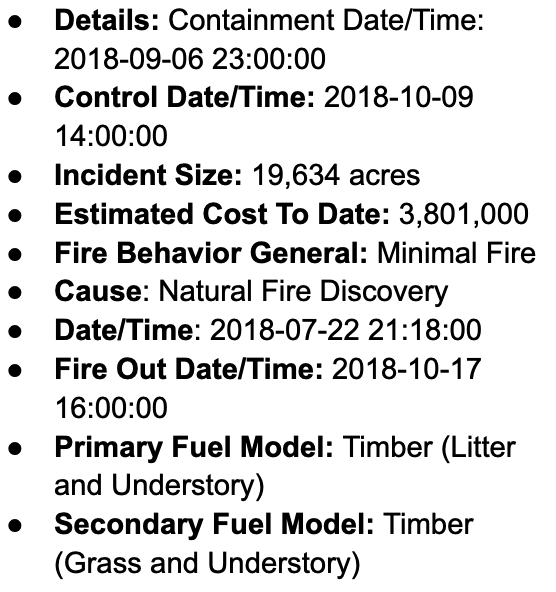 ● Details: Containment Date/Time:
2018-09-06 23:00:00
● Control Date/Time: 2018-10-09
14:00:00
● Incident Size: 19,634 acres
● Estimated Cost To Date: 3,801,000
● Fire Behavior General: Minimal Fire
● Cause: Natural Fire Discovery
● Date/Time: 2018-07-22 21:18:00
● Fire Out Date/Time: 2018-10-17
16:00:00
● Primary Fuel Model: Timber (Litter
and Understory)
● Secondary Fuel Model: Timber
(Grass and Understory)